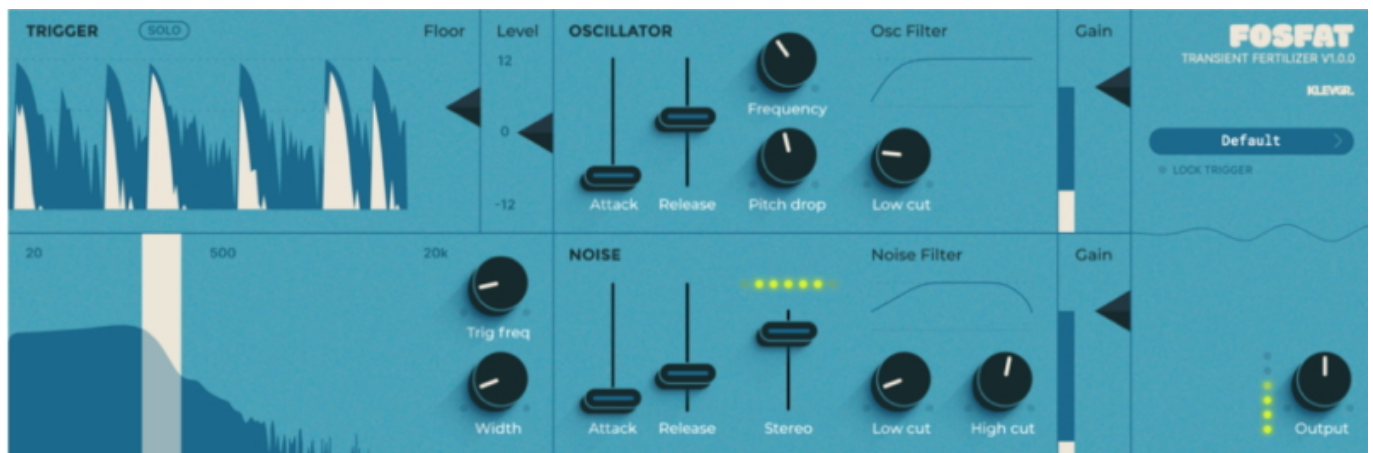 TRIGGER SOLO Floor
Level
12
0
-12
OSCILLATOR
Frequency
Attack Release Pitch drop
Osc Filter
Low cut
Gain
FOSFAT
TRANSIENT FERTILIZER V1.0.0
KLEVGR.
Default
LOCK TRIGGER
20 500 20k
Trig freq
Width
NOISE
Attack Release Stereo
Noise Filter
Low cut High cut
Gain
Output